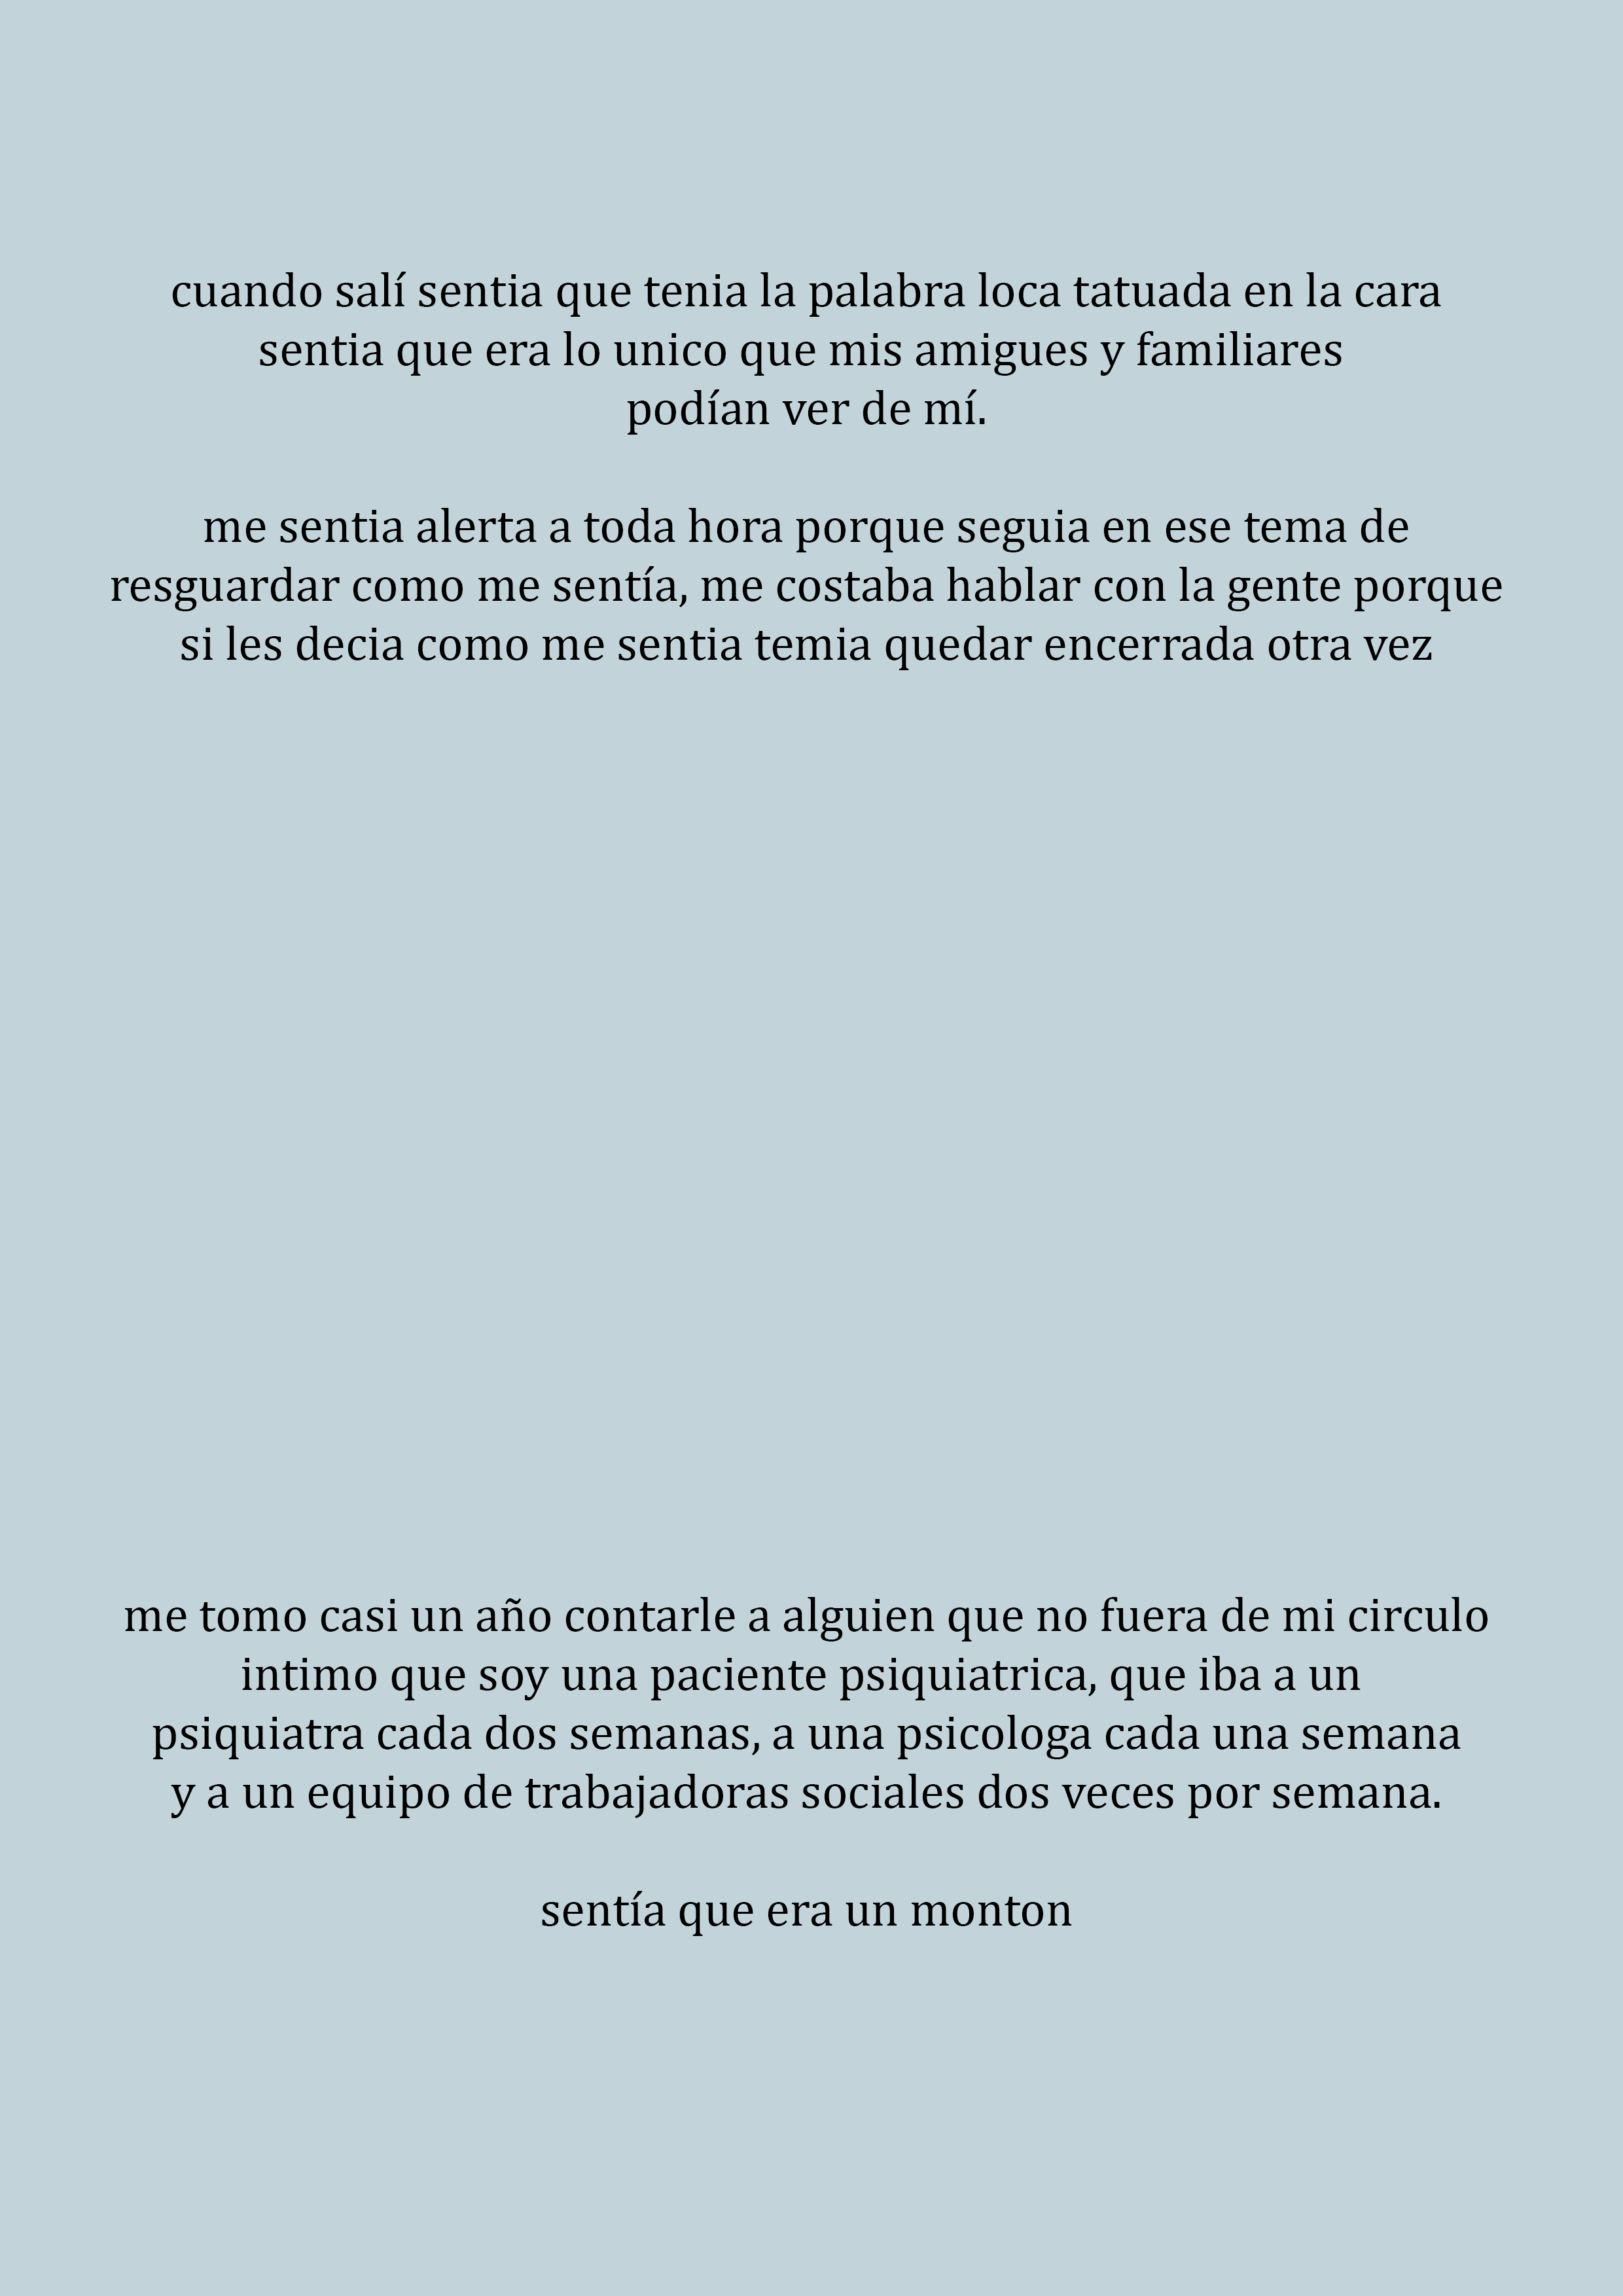 cuando salí sentia que tenia la palabra loca tatuada en la cara
sentia que era lo unico que mis amigues y familiares
podían ver de mí.
me sentia alerta a toda hora porque seguia en ese tema de
resguardar como me sentía, me costaba hablar con la gente porque
si les decia como me sentia temia quedar encerrada otra vez
me tomo casi un año contarle a alguien que no fuera de mi circulo
intimo que soy una paciente psiquiatrica, que iba a un
psiquiatra cada dos semanas, a una psicologa cada una semana
y a un equipo de trabajadoras sociales dos veces por semana.
sentía que era un monton